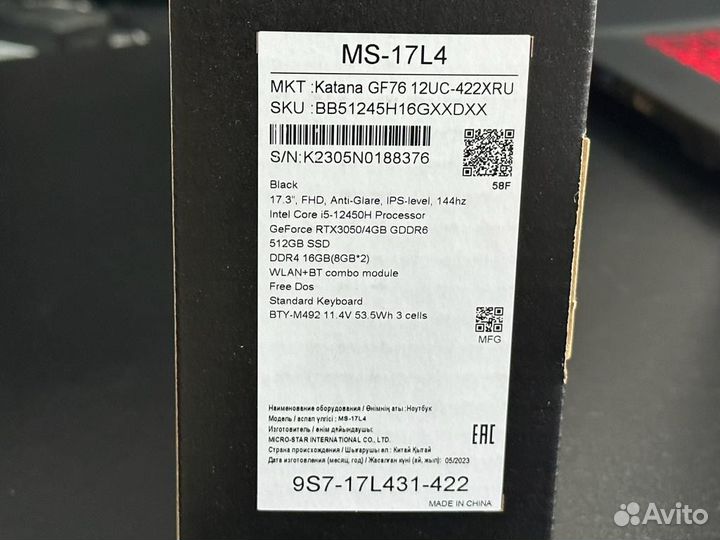 MS-17L4
MKT :Katana GF76 12UC-422XRU
SKU :BB51245H16GXXDXX
S/N:K2305N0188376
58F
Black
17.3", FHD, Anti-Glare, IPS-level, 144hz
Intel Core i5-12450H Processor
GeForce RTX3050/4GB GDDR6
512GB SSD
DDR4 16GB(8GB*2)
WLAN+BT combo module
Free Dos
Standard Keyboard
BTY-M492 11.4V 53.5Wh 3 cells
MFG
Наименование оборудования / Өнімнің аты :Ноутбук
Модель / аспап үлгісі : MS-17L4
Изготовитель / өнім дайындаушы:
MICRO-STAR INTERNATIONAL CO., LTD.
Страна происхождения / Шығарушы ел: Китай Қытай
Дата изготовления (месяц, год) / Жасалған күні (ай, жыл): 05/2023
EAC
9S7-17L431-422
MADE IN CHINA
Avito